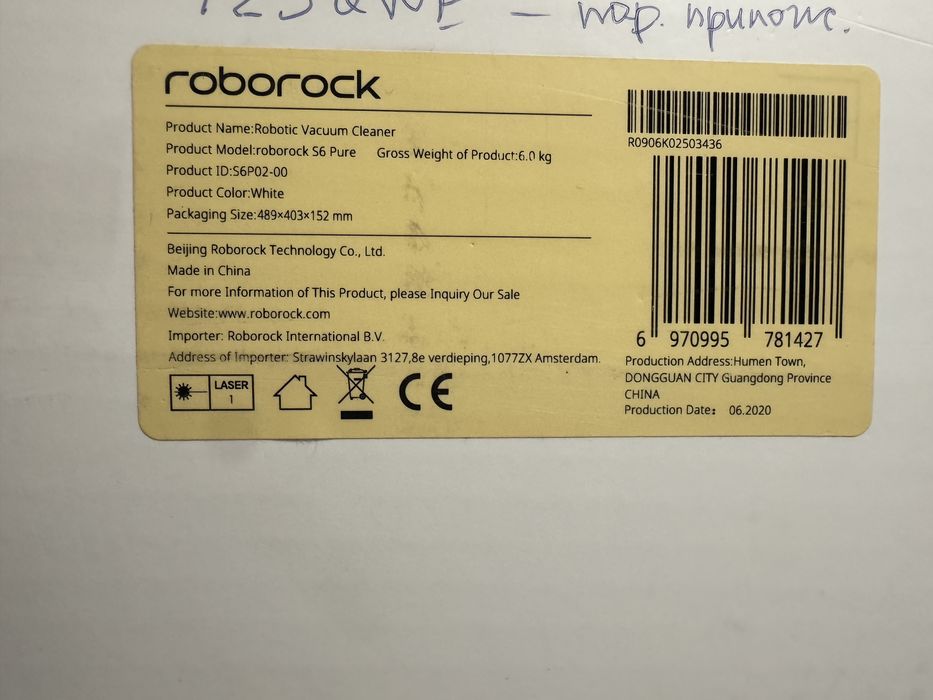 — пар. прилож.
roborock
Product Name:Robotic Vacuum Cleaner
Product Model:roborock S6 Pure Gross Weight of Product:6.0 kg
Product ID:S6P02-00
Product Color:White
Packaging Size:489×403×152 mm
Beijing Roborock Technology Co., Ltd.
Made in China
For more Information of This Product, please Inquiry Our Sale
Website:www.roborock.com
Importer: Roborock International B.V.
Address of Importer: Strawinskylaan 3127,8e verdieping,1077ZX Amsterdam.
LASER
1
CE
R0906K02503436
6 970995 781427
Production Address:Humen Town,
DONGGUAN CITY Guangdong Province
CHINA
Production Date： 06.2020